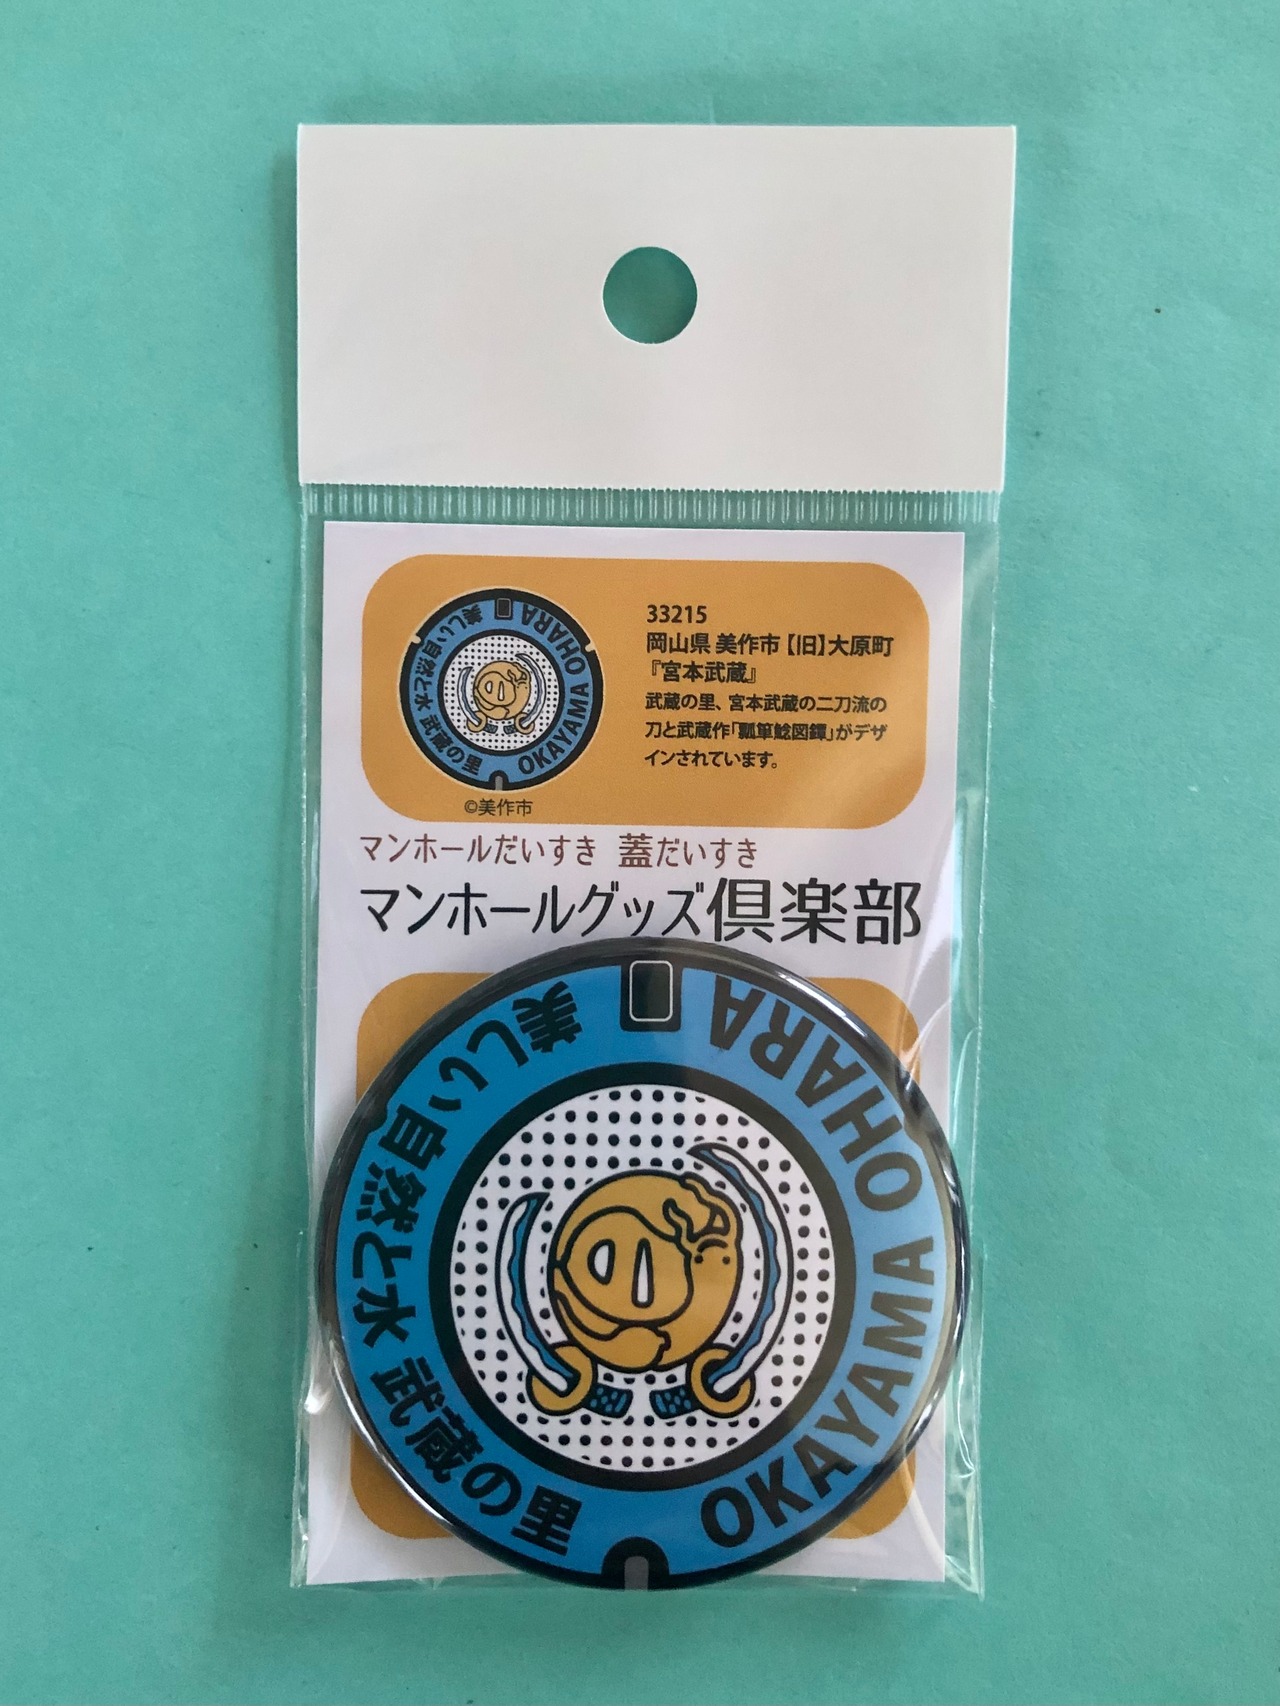 33215
岡山県 美作市【旧】大原町
『宮本武蔵』
武蔵の里、宮本武蔵の二刀流の
刀と武蔵作「瓢箪鯰図鐔」がデザ
インされています。
美しい自然と水 武蔵の里
OKAYAMA OHARA
©美作市
マンホールだいすき 蓋だいすき
マンホールグッズ倶楽部
美しい自然と水 武蔵の里
OKAYAMA OHARA